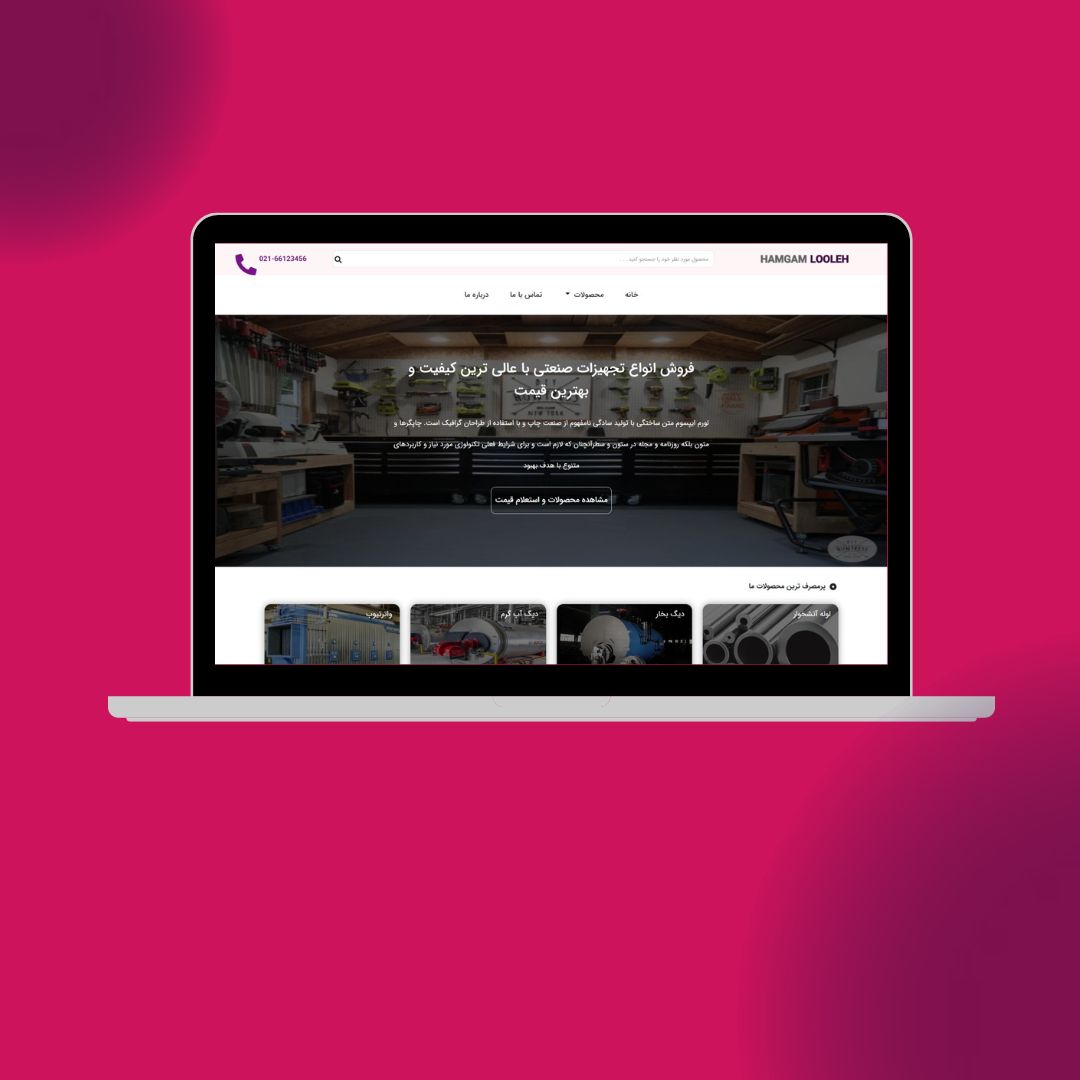 HAMGAM LOOLEH
محصول مورد نظر خود را جستجو کنید. . .
021-66123456
خانه
محصولات
تماس با ما
درباره ما
فروش انواع تجهیزات صنعتی با عالی ترین کیفیت و
بهترین قیمت
لورم ایپسوم متن ساختگی با تولید سادگی نامفهوم از صنعت چاپ و با استفاده از طراحان گرافیک است. چاپگرها و
متون بلکه روزنامه و مجله در ستون و سطرآنچنان که لازم است و برای شرایط فعلی تکنولوژی مورد نیاز و کاربردهای
متنوع با هدف بهبود
مشاهده محصولات و استعلام قیمت
پرمصرف ترین محصولات ما
لوله آتشخوار
دیگ بخار
دیگ آب گرم
واترتیوب